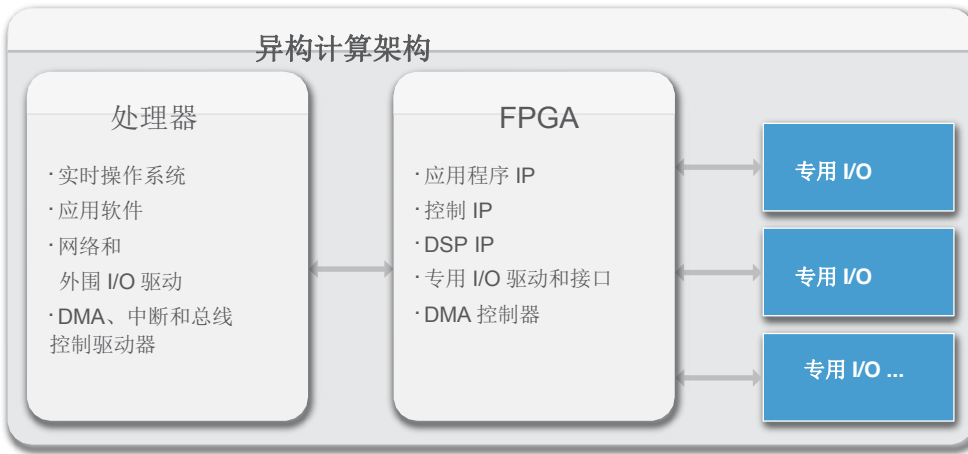 异构计算架构
处理器
·实时操作系统
·应用软件
·网络和
外围 I/O 驱动
·DMA、中断和总线
控制驱动器
FPGA
·应用程序 IP
·控制 IP
·DSP IP
·专用 I/O 驱动和接口
·DMA 控制器
专用 I/O
专用 I/O
专用 I/O ...